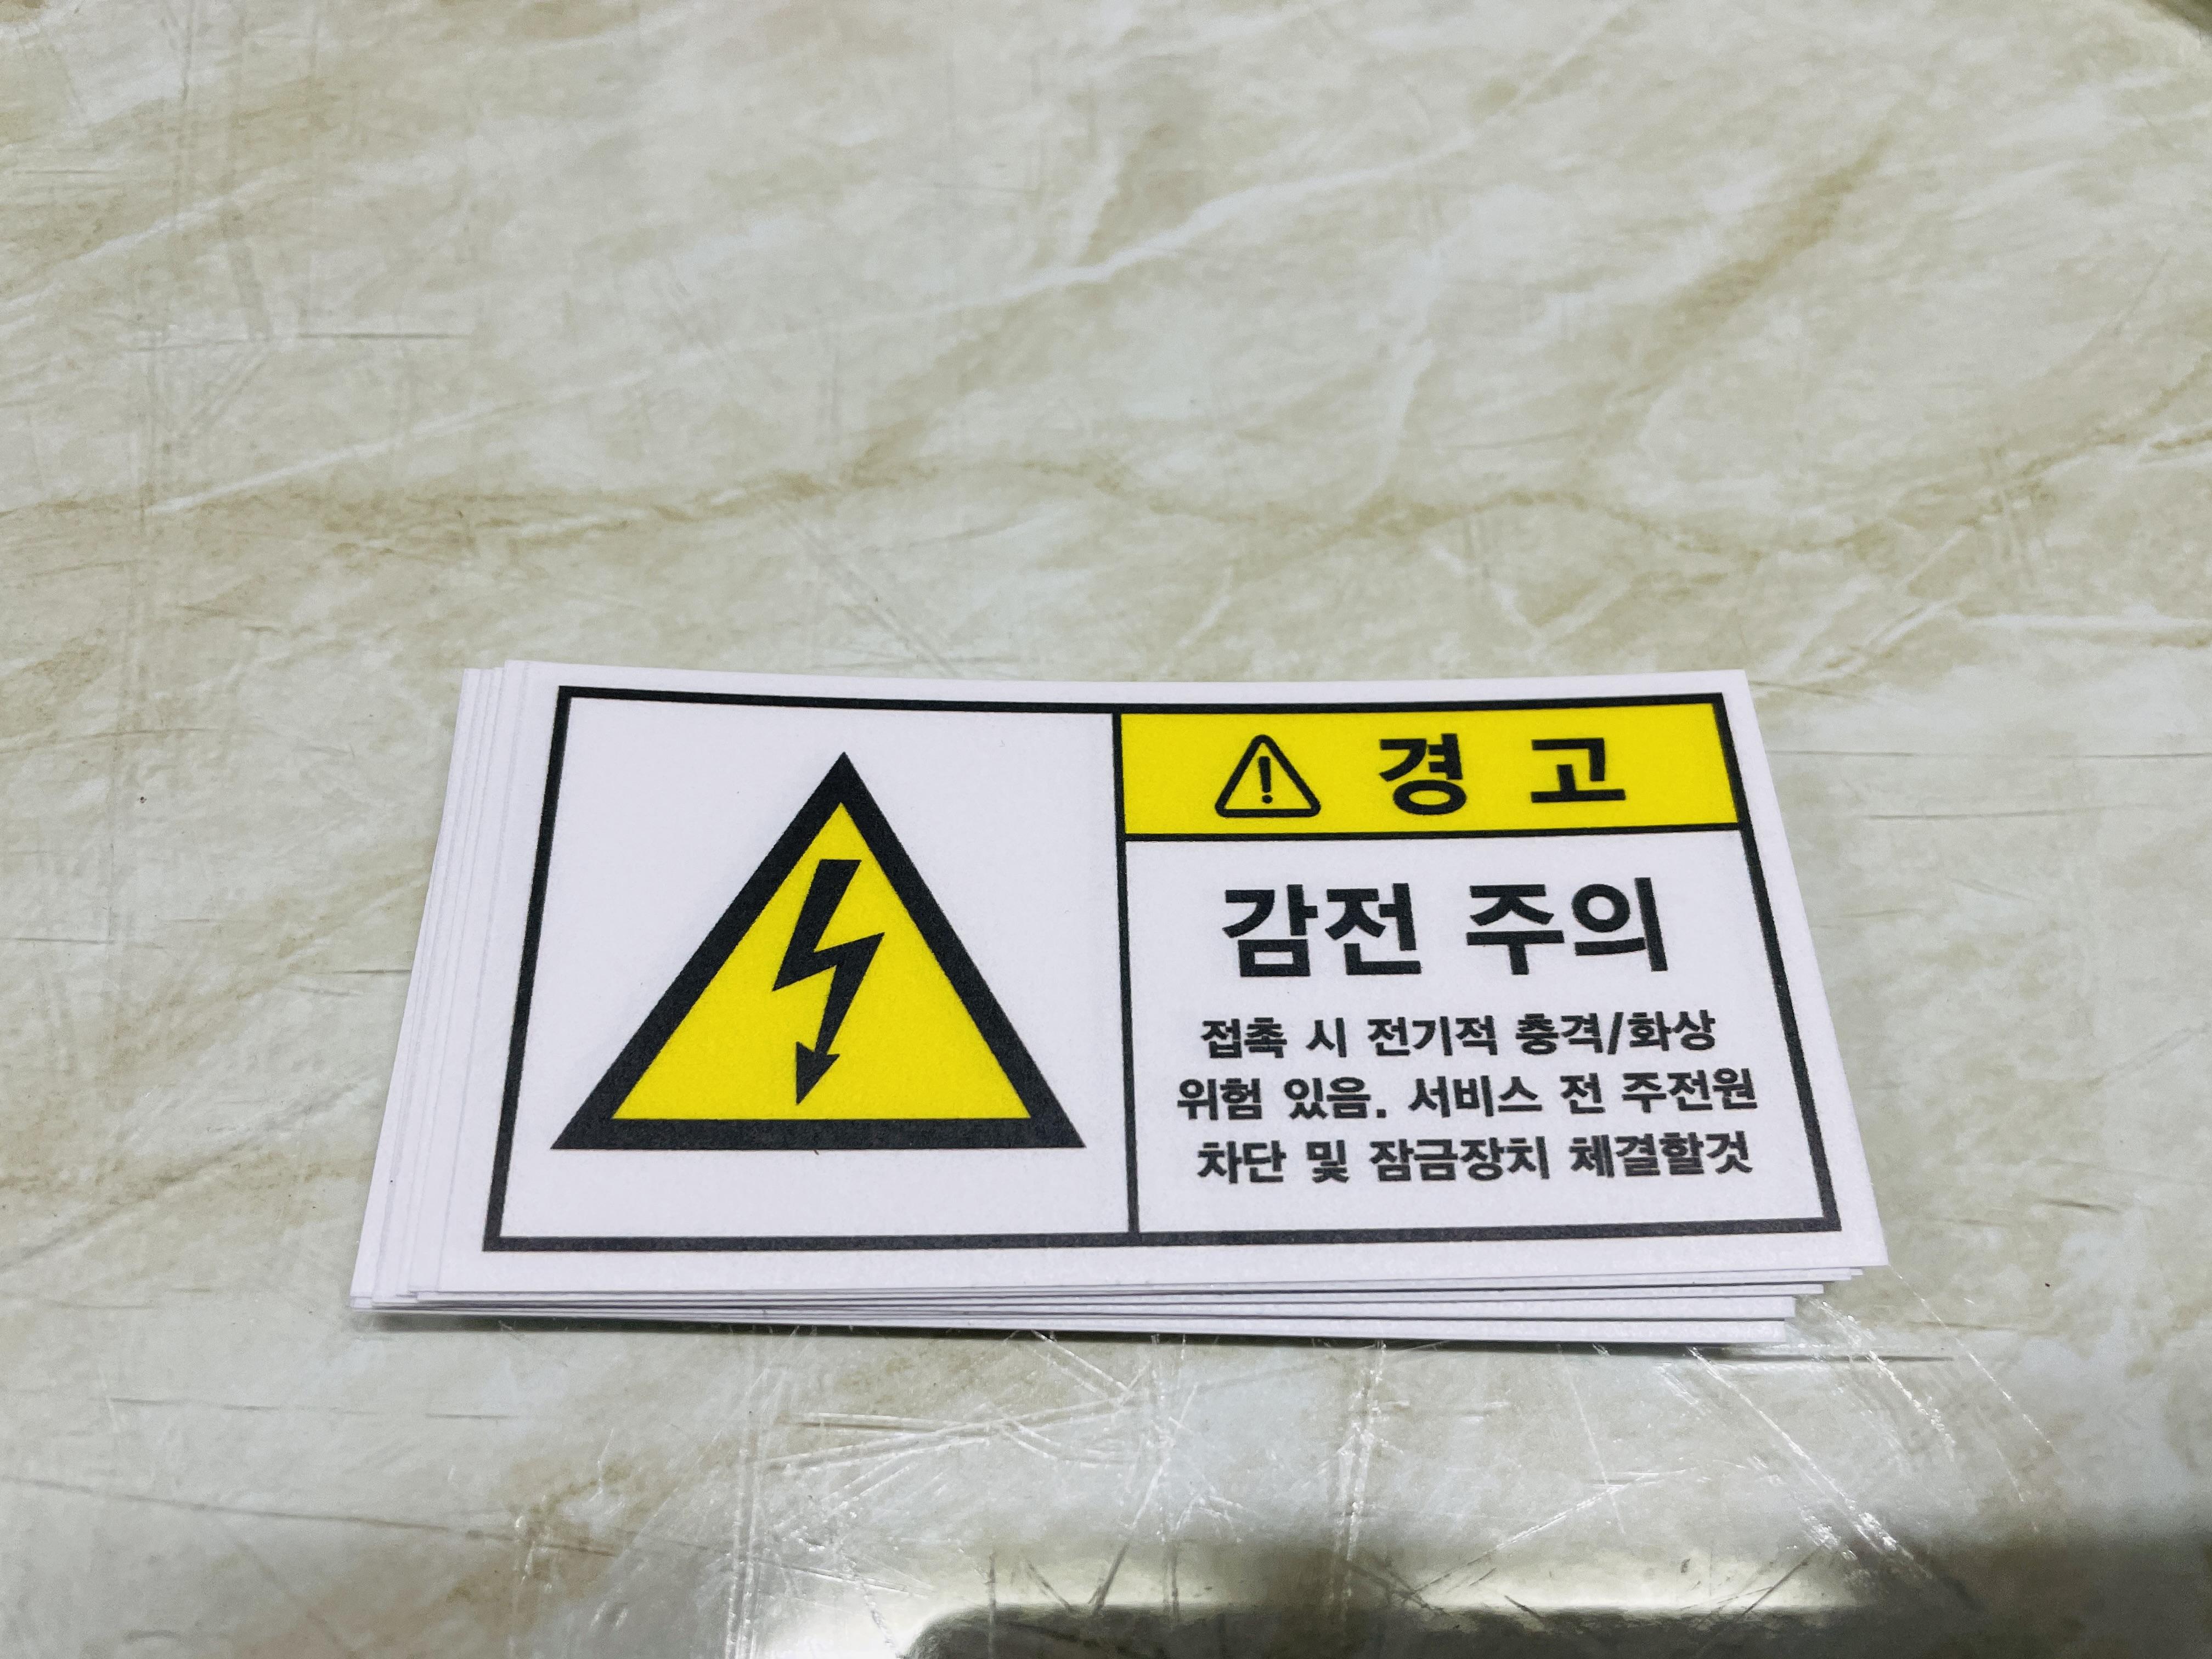 경 고
감전 주의
접촉 시 전기적 충격/화상
위험 있음. 서비스 전 주전원
차단 및 잠금장치 체결할것